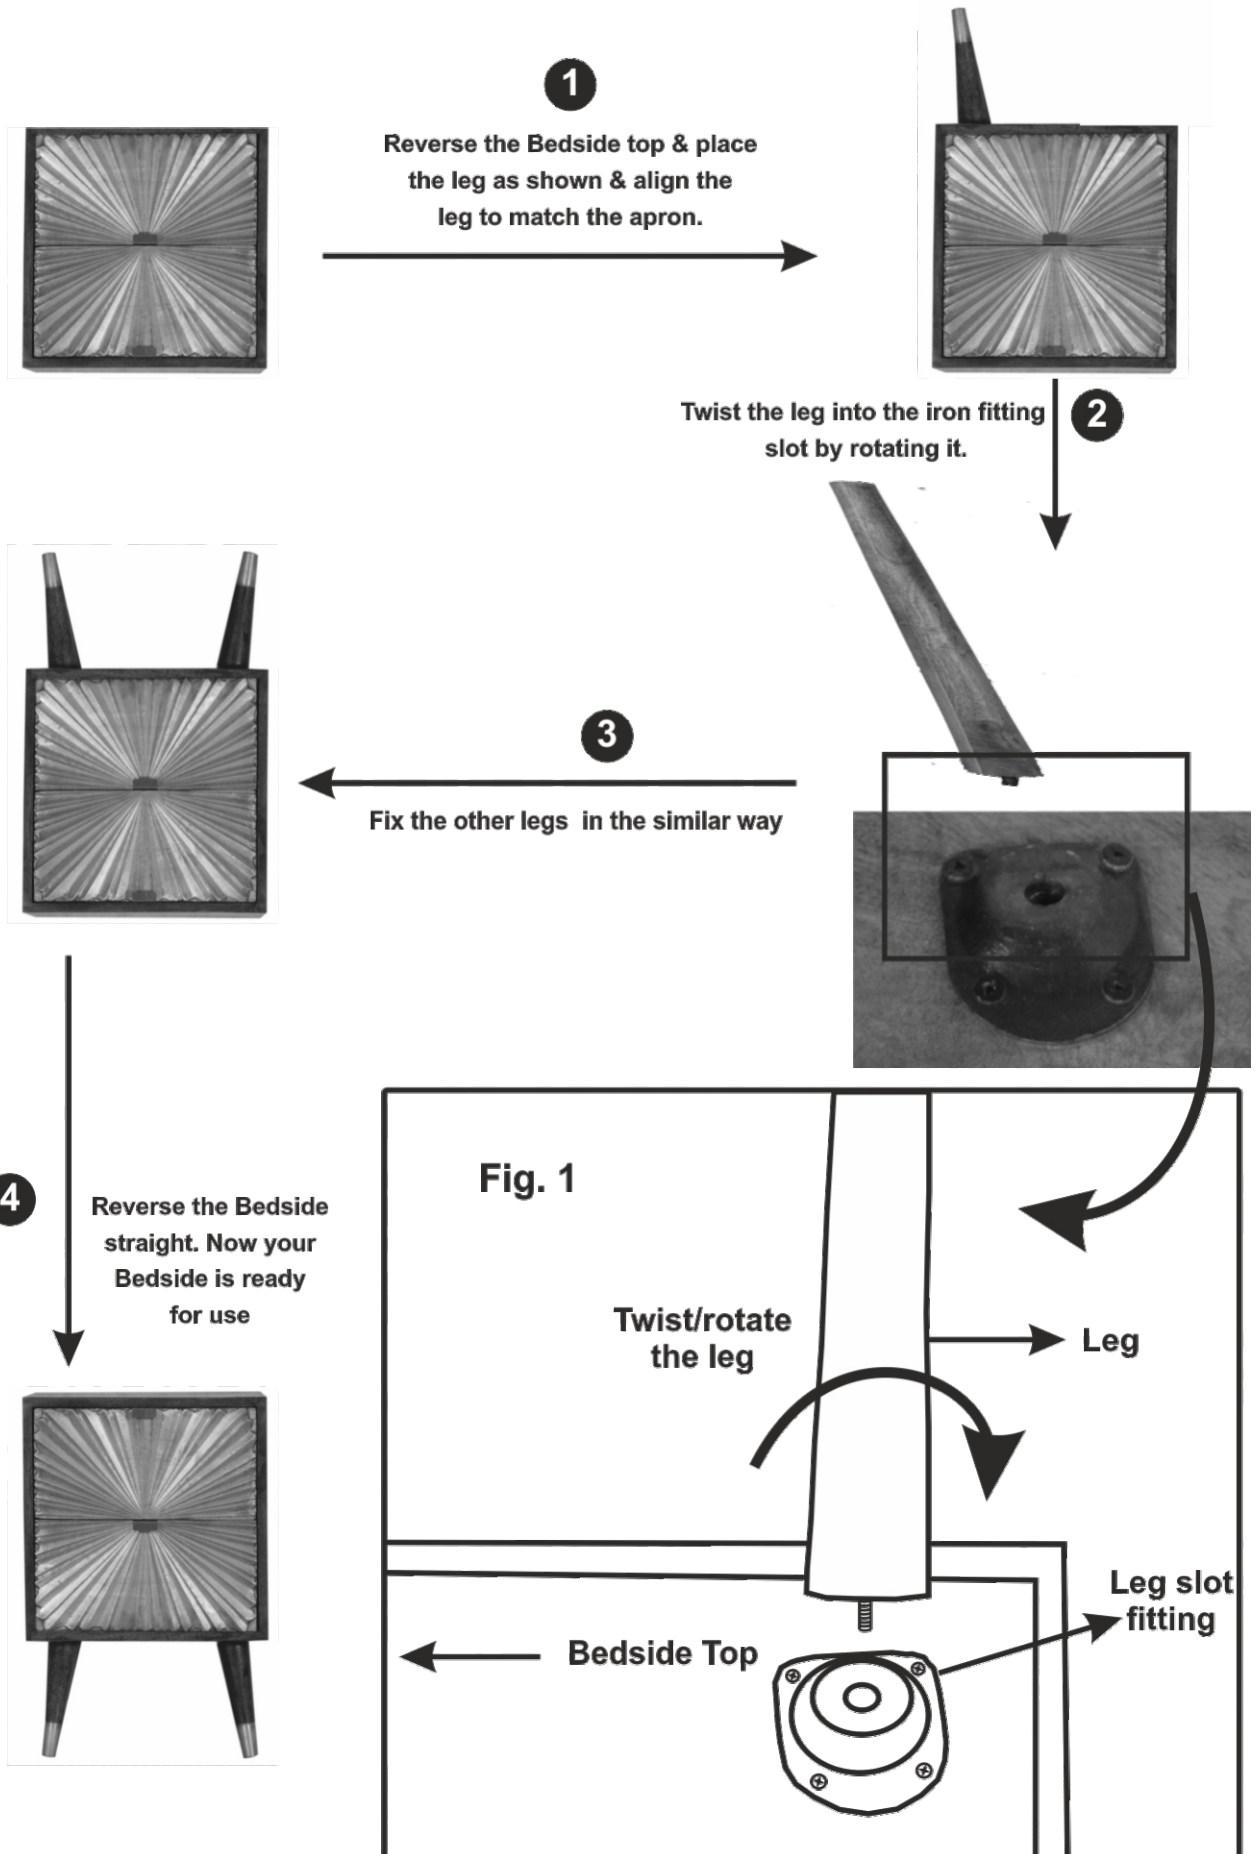 1
Reverse the Bedside top & place
the leg as shown & align the
leg to match the apron.
2
Twist the leg into the iron fitting
slot by rotating it.
3
Fix the other legs in the similar way
4
Reverse the Bedside
straight. Now your
Bedside is ready
for use
Fig. 1
Twist/rotate
the leg
Leg
Leg slot
fitting
Bedside Top